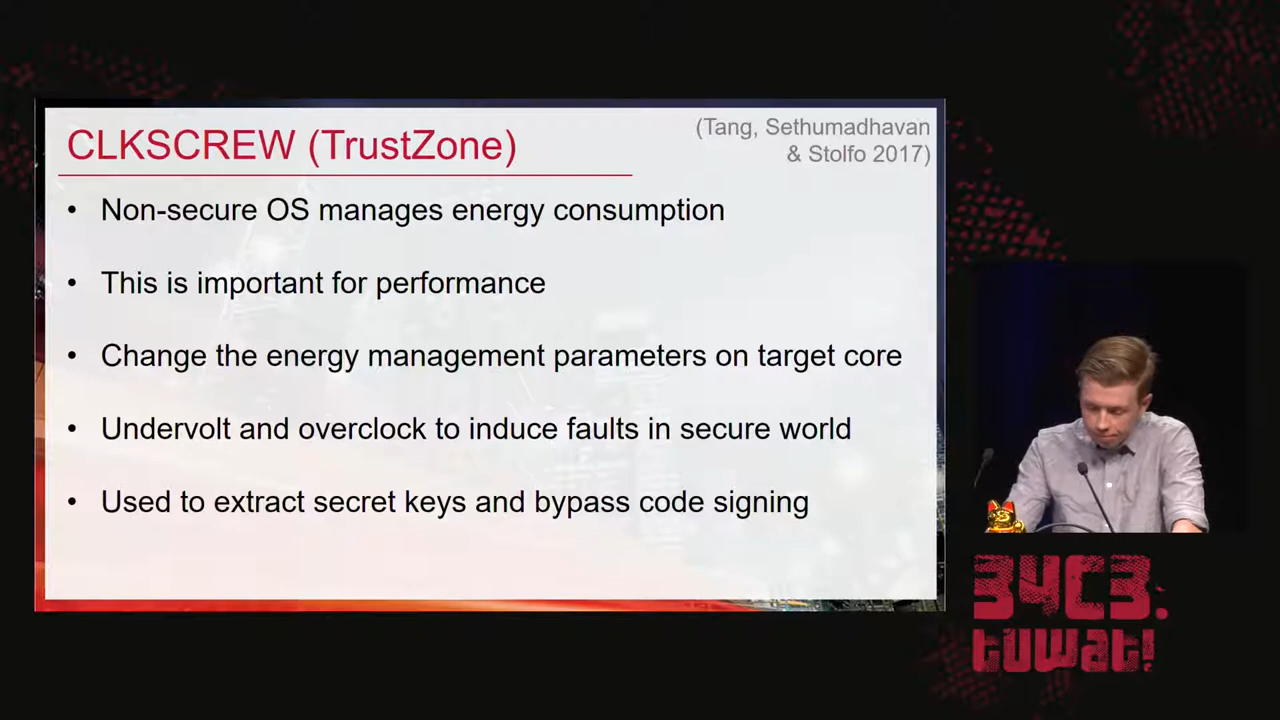 CLKSCREW (TrustZone)
(Tang, Sethumadhavan
& Stolfo 2017)
• Non-secure OS manages energy consumption
• This is important for performance
• Change the energy management parameters on target core
• Undervolt and overclock to induce faults in secure world
• Used to extract secret keys and bypass code signing
34C3.
tuwat!